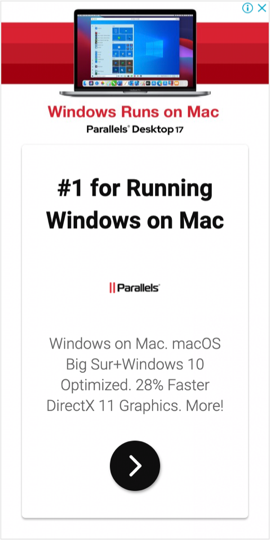 Windows Runs on Mac
Parallels® Desktop 17
#1 for Running
Windows on Mac
Parallels®
Windows on Mac. macOS
Big Sur+Windows 10
Optimized. 28% Faster
DirectX 11 Graphics. More!